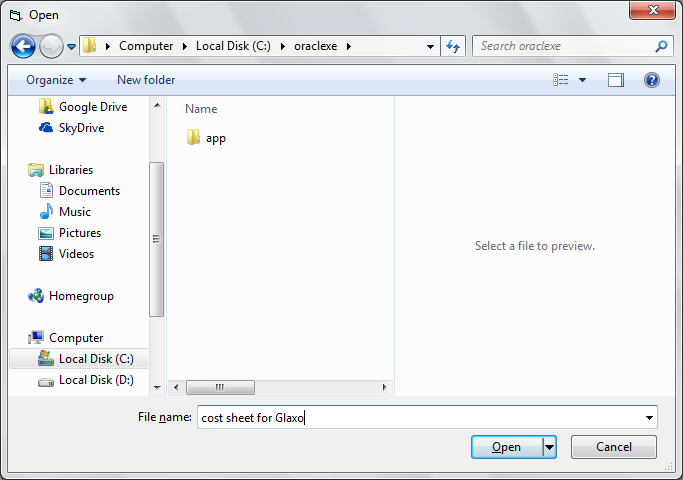 Open
Computer Local Disk (C:) oraclexe
Search oraclexe
Organize New folder
Google Drive
SkyDrive
Libraries
Documents
Music
Pictures
Videos
Homegroup
Computer
Local Disk (C:)
Local Disk (D:)
Name
app
Select a file to preview.
File name: cost sheet for Glaxo
Open Cancel